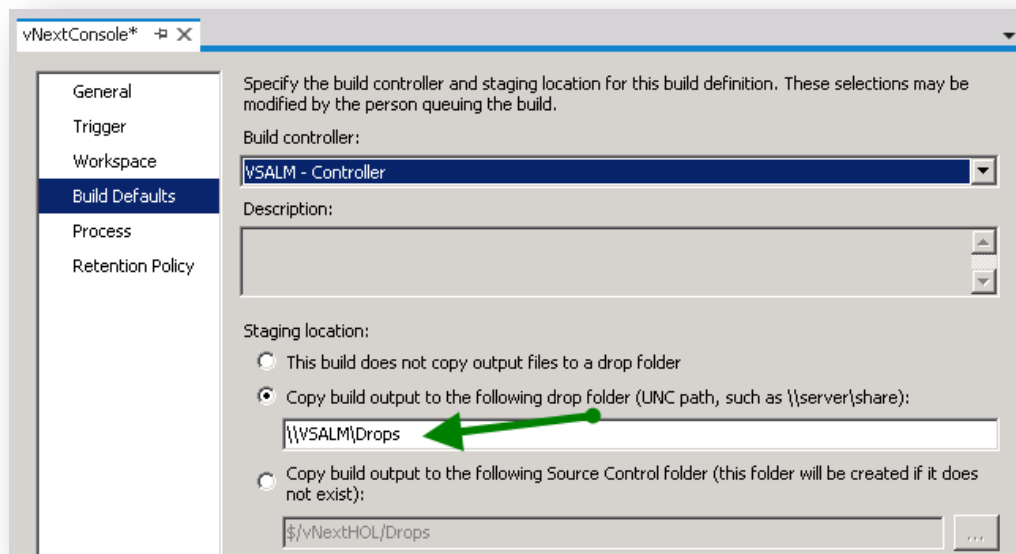 vNextConsole*
General
Trigger
Workspace
Build Defaults
Process
Retention Policy
Specify the build controller and staging location for this build definition. These selections may be
modified by the person queuing the build.
Build controller:
VSALM - Controller
Description:
Staging location:
This build does not copy output files to a drop folder
Copy build output to the following drop folder (UNC path, such as \\server\share):
\\VSALM\Drops
Copy build output to the following Source Control folder (this folder will be created if it does
not exist):
$/vNextHOL/Drops
...